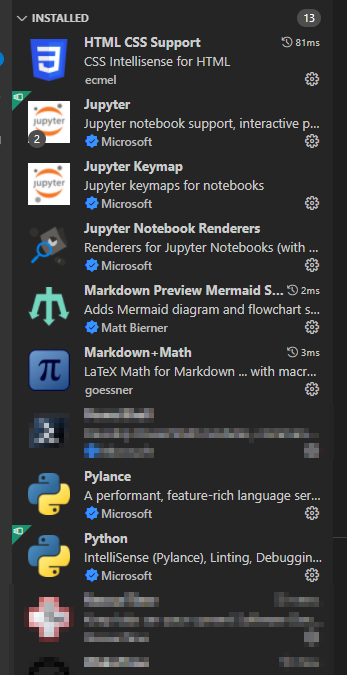 INSTALLED 13
HTML CSS Support 81ms
CSS Intellisense for HTML
ecmel
Jupyter
Jupyter notebook support, interactive p...
2 Microsoft
Jupyter Keymap
Jupyter keymaps for notebooks
Microsoft
Jupyter Notebook Renderers
Renderers for Jupyter Notebooks (with ...
Microsoft
Markdown Preview Mermaid S... 2ms
Adds Mermaid diagram and flowchart s...
Matt Bierner
Markdown+Math 3ms
LaTeX Math for Markdown ... with macr...
goessner
Pylance
A performant, feature-rich language ser...
Microsoft
Python
IntelliSense (Pylance), Linting, Debuggin...
Microsoft